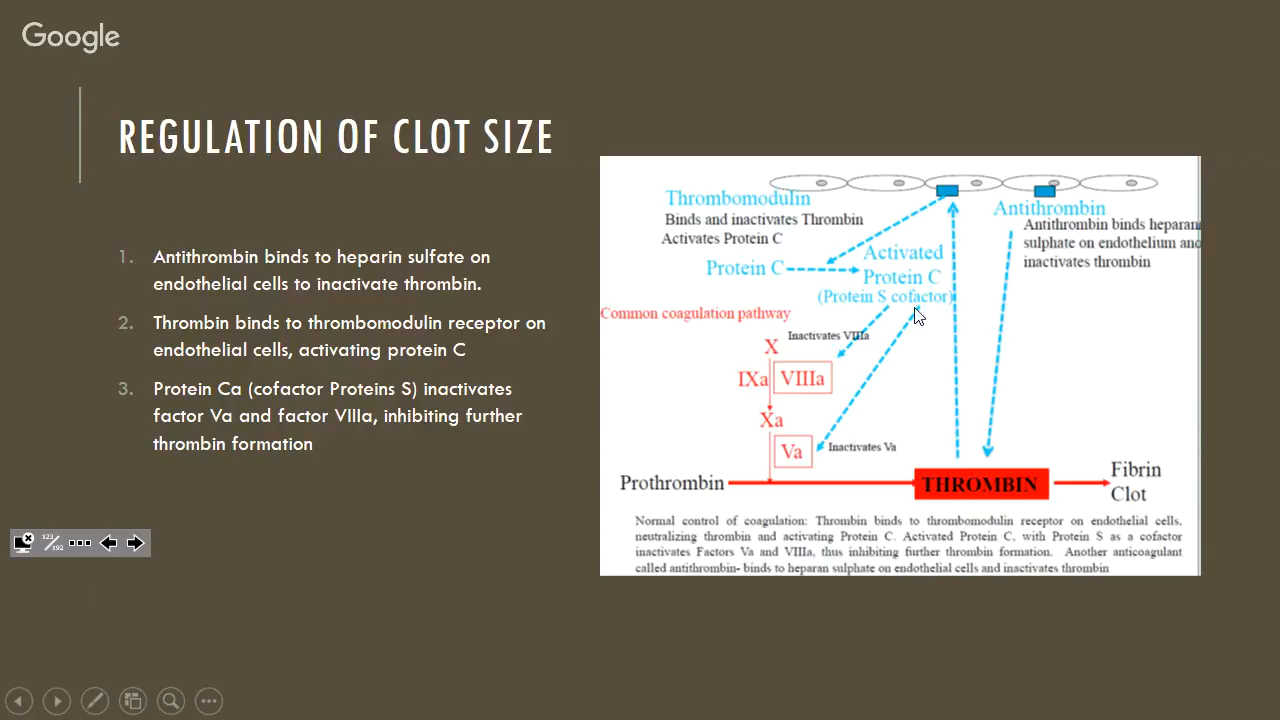 Google
REGULATION OF CLOT SIZE
1. Antithrombin binds to heparin sulfate on
endothelial cells to inactivate thrombin.
2. Thrombin binds to thrombomodulin receptor on
endothelial cells, activating protein C
3. Protein Ca (cofactor Proteins S) inactivates
factor Va and factor VIIIa, inhibiting further
thrombin formation
123/192
Thrombomodulin
Binds and inactivates Thrombin
Activates Protein C
Antithrombin
Antithrombin binds heparan
sulphate on endothelium and
inactivates thrombin
Protein C
Activated
Protein C
(Protein S cofactor)
Common coagulation pathway
Inactivates VIIIa
X
IXa VIIIa
Xa
Va Inactivates Va
Prothrombin
THROMBIN
Fibrin
Clot
Normal control of coagulation: Thrombin binds to thrombomodulin receptor on endothelial cells,
neutralizing thrombin and activating Protein C. Activated Protein C, with Protein S as a cofactor
inactivates Factors Va and VIIIa, thus inhibiting further thrombin formation. Another anticoagulant
called antithrombin- binds to heparan sulphate on endothelial cells and inactivates thrombin